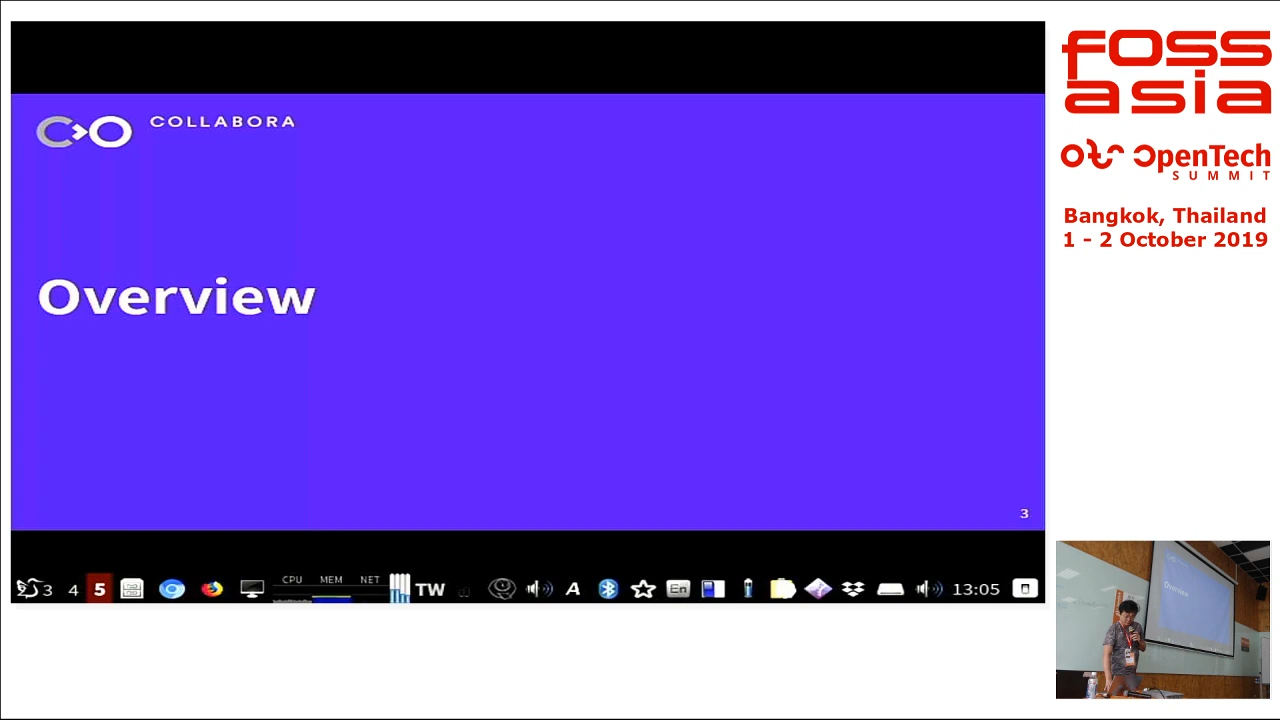 COLLABORA
Overview
3
3 4 5 CPU MEM NET TW A En 13:05
foss
asia
OpenTech
SUMMIT
Bangkok, Thailand
1 - 2 October 2019
Overview